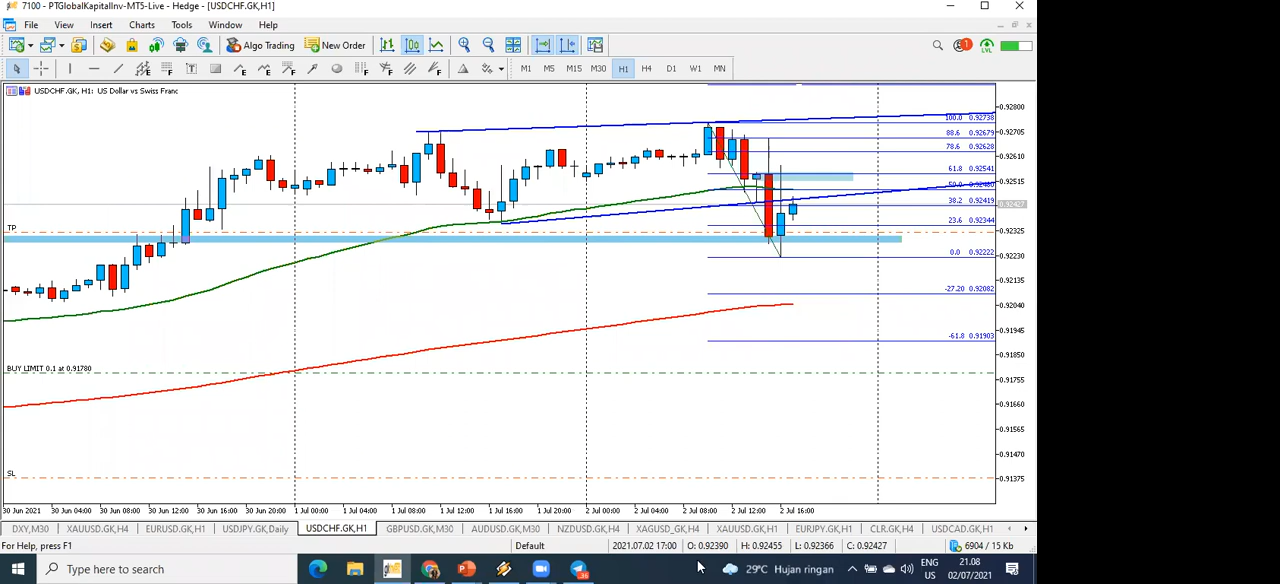 7100 - PTGlobalKapitalInv-MT5-Live - Hedge - [USDCHF.GK,H1]
File View Insert Charts Tools Window Help
Algo Trading New Order 1 LVL
M1 M5 M15 M30 H1 H4 D1 W1 MN
USDCHF.GK, H1: US Dollar vs Swiss Franc
0.92800
100.0 0.92738
0.92705
88.6 0.92679
78.6 0.92628
0.92610
61.8 0.92541
0.92515
50.0 0.92480
38.2 0.92419
0.92427
23.6 0.92344
TP
0.92325
0.0 0.92222
0.92230
0.92135
-27.20 0.92082
0.92040
0.91945
-61.8 0.91903
0.91850
BUY LIMIT 0.1 at 0.91780
0.91755
0.91660
0.91565
0.91470
SL
0.91375
30 Jun 2021 30 Jun 04:00 30 Jun 08:00 30 Jun 12:00 30 Jun 16:00 30 Jun 20:00 1 Jul 00:00 1 Jul 04:00 1 Jul 08:00 1 Jul 12:00 1 Jul 16:00 1 Jul 20:00 2 Jul 00:00 2 Jul 04:00 2 Jul 08:00 2 Jul 12:00 2 Jul 16:00
DXY,M30 XAUUSD.GK,H4 EURUSD.GK,H1 USDJPY.GK,Daily USDCHF.GK,H1 GBPUSD.GK,M30 AUDUSD.GK,M30 NZDUSD.GK,H4 XAGUSD.GK,H4 XAUUSD.GK,H1 EURJPY.GK,H1 CLR.GK,H4 USDCAD.GK,H1
For Help, press F1 Default 2021.07.02 17:00 O: 0.92390 H: 0.92455 L: 0.92366 C: 0.92427 6904 / 15 Kb
Type here to search 29°C Hujan ringan ENG US 21.08 02/07/2021